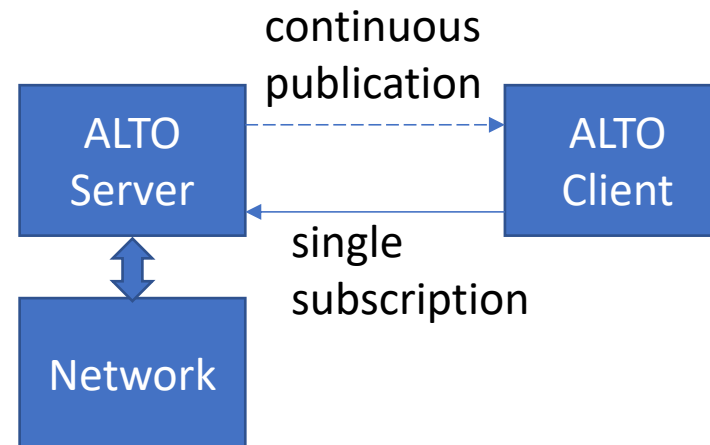 continuous
publication
ALTO
Server
ALTO
Client
single
subscription
Network